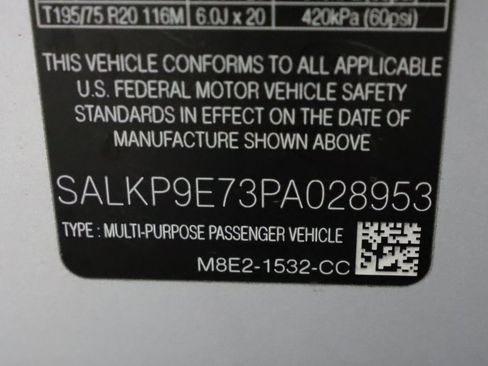 T195/75 R20 116M 6.0J x 20 420kPa (60psi)
THIS VEHICLE CONFORMS TO ALL APPLICABLE
U.S. FEDERAL MOTOR VEHICLE SAFETY
STANDARDS IN EFFECT ON THE DATE OF
MANUFACTURE SHOWN ABOVE
SALKP9E73PA028953
TYPE : MULTI-PURPOSE PASSENGER VEHICLE
M8E2-1532-CC